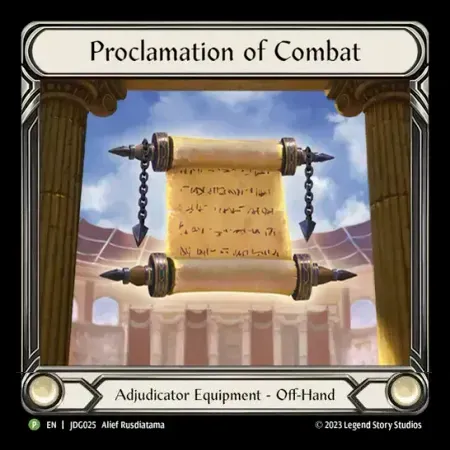 Proclamation of Combat
Adjudicator Equipment - Off-Hand
P EN | JDG025 Alief Rusdiatama
© 2023 Legend Story Studios